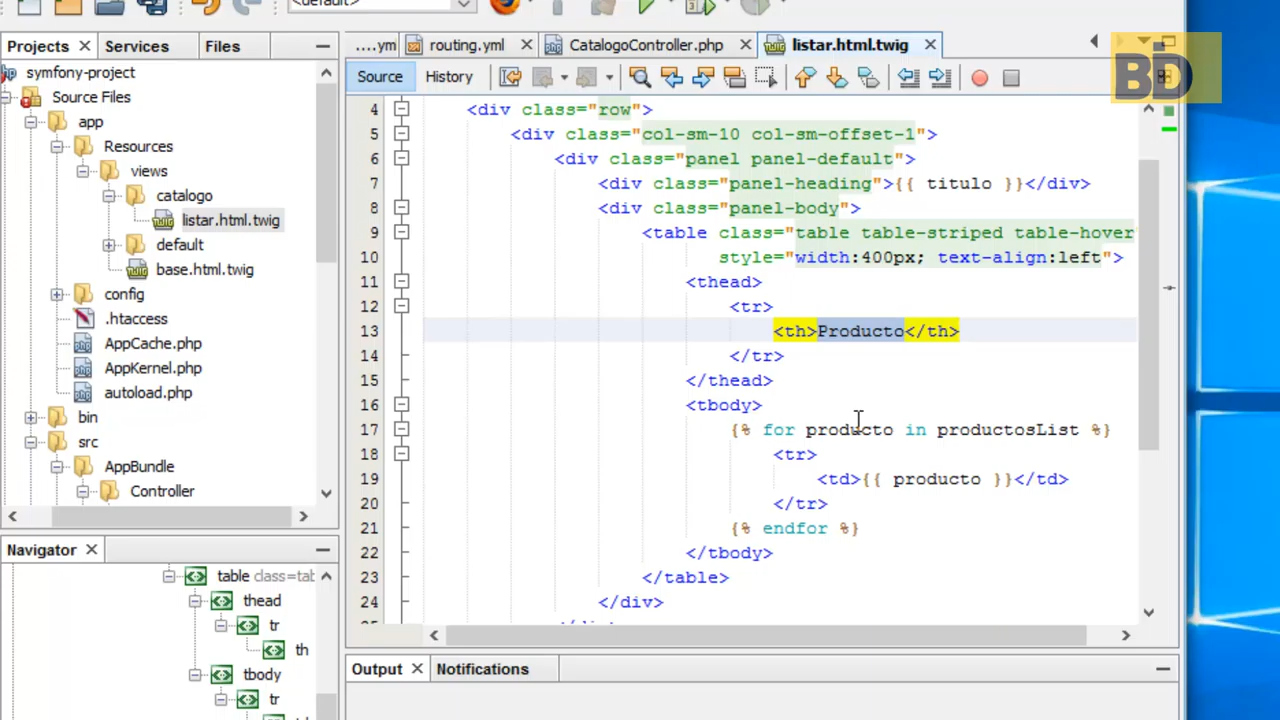 <default>
Projects
Services
Files
....ym
routing.yml
CatalogoController.php
listar.html.twig
Source
History
BD
symfony-project
Source Files
app
Resources
views
catalogo
listar.html.twig
default
base.html.twig
config
.htaccess
AppCache.php
AppKernel.php
autoload.php
bin
src
AppBundle
Controller
4 <div class="row">
5 <div class="col-sm-10 col-sm-offset-1">
6 <div class="panel panel-default">
7 <div class="panel-heading">{{ titulo }}</div>
8 <div class="panel-body">
9 <table class="table table-striped table-hover"
10 style="width:400px; text-align:left">
11 <thead>
12 <tr>
13 <th>Producto</th>
14 </tr>
15 </thead>
16 <tbody>
17 {% for producto in productosList %}
18 <tr>
19 <td>{{ producto }}</td>
20 </tr>
21 {% endfor %}
22 </tbody>
23 </table>
24 </div>
Navigator
table class=tab
thead
tr
th
tbody
tr
Output
Notifications